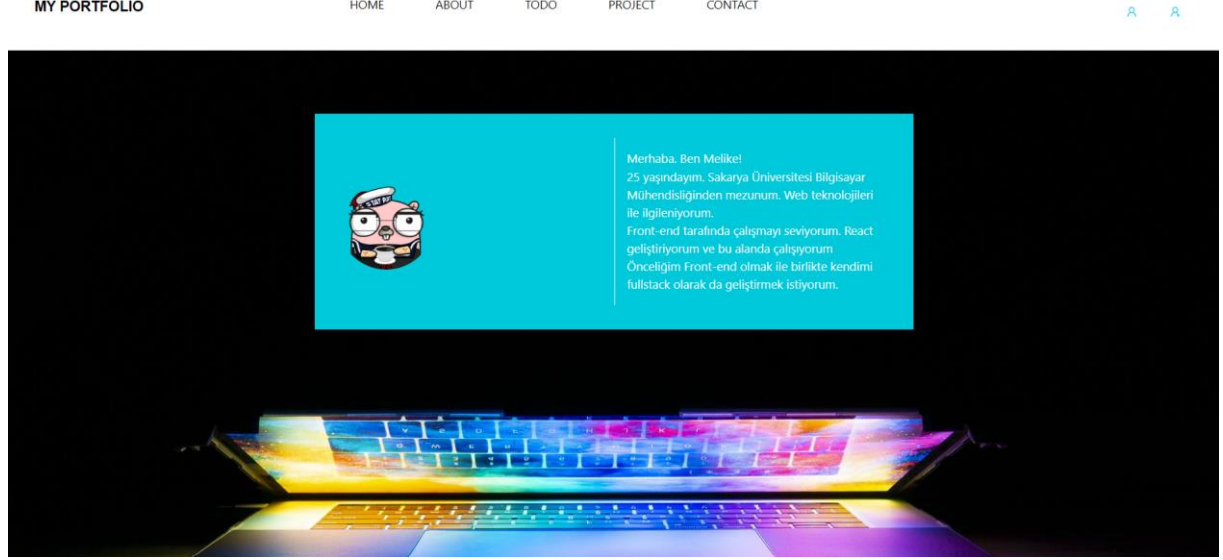 MY PORTFOLIO
HOME ABOUT TODO PROJECT CONTACT
Merhaba. Ben Melike!
25 yaşındayım. Sakarya Üniversitesi Bilgisayar
Mühendisliğinden mezunum. Web teknolojileri
ile ilgileniyorum.
Front-end tarafında çalışmayı seviyorum. React
geliştiriyorum ve bu alanda çalışıyorum
Önceliğim Front-end olmak ile birlikte kendimi
fullstack olarak da geliştirmek istiyorum.